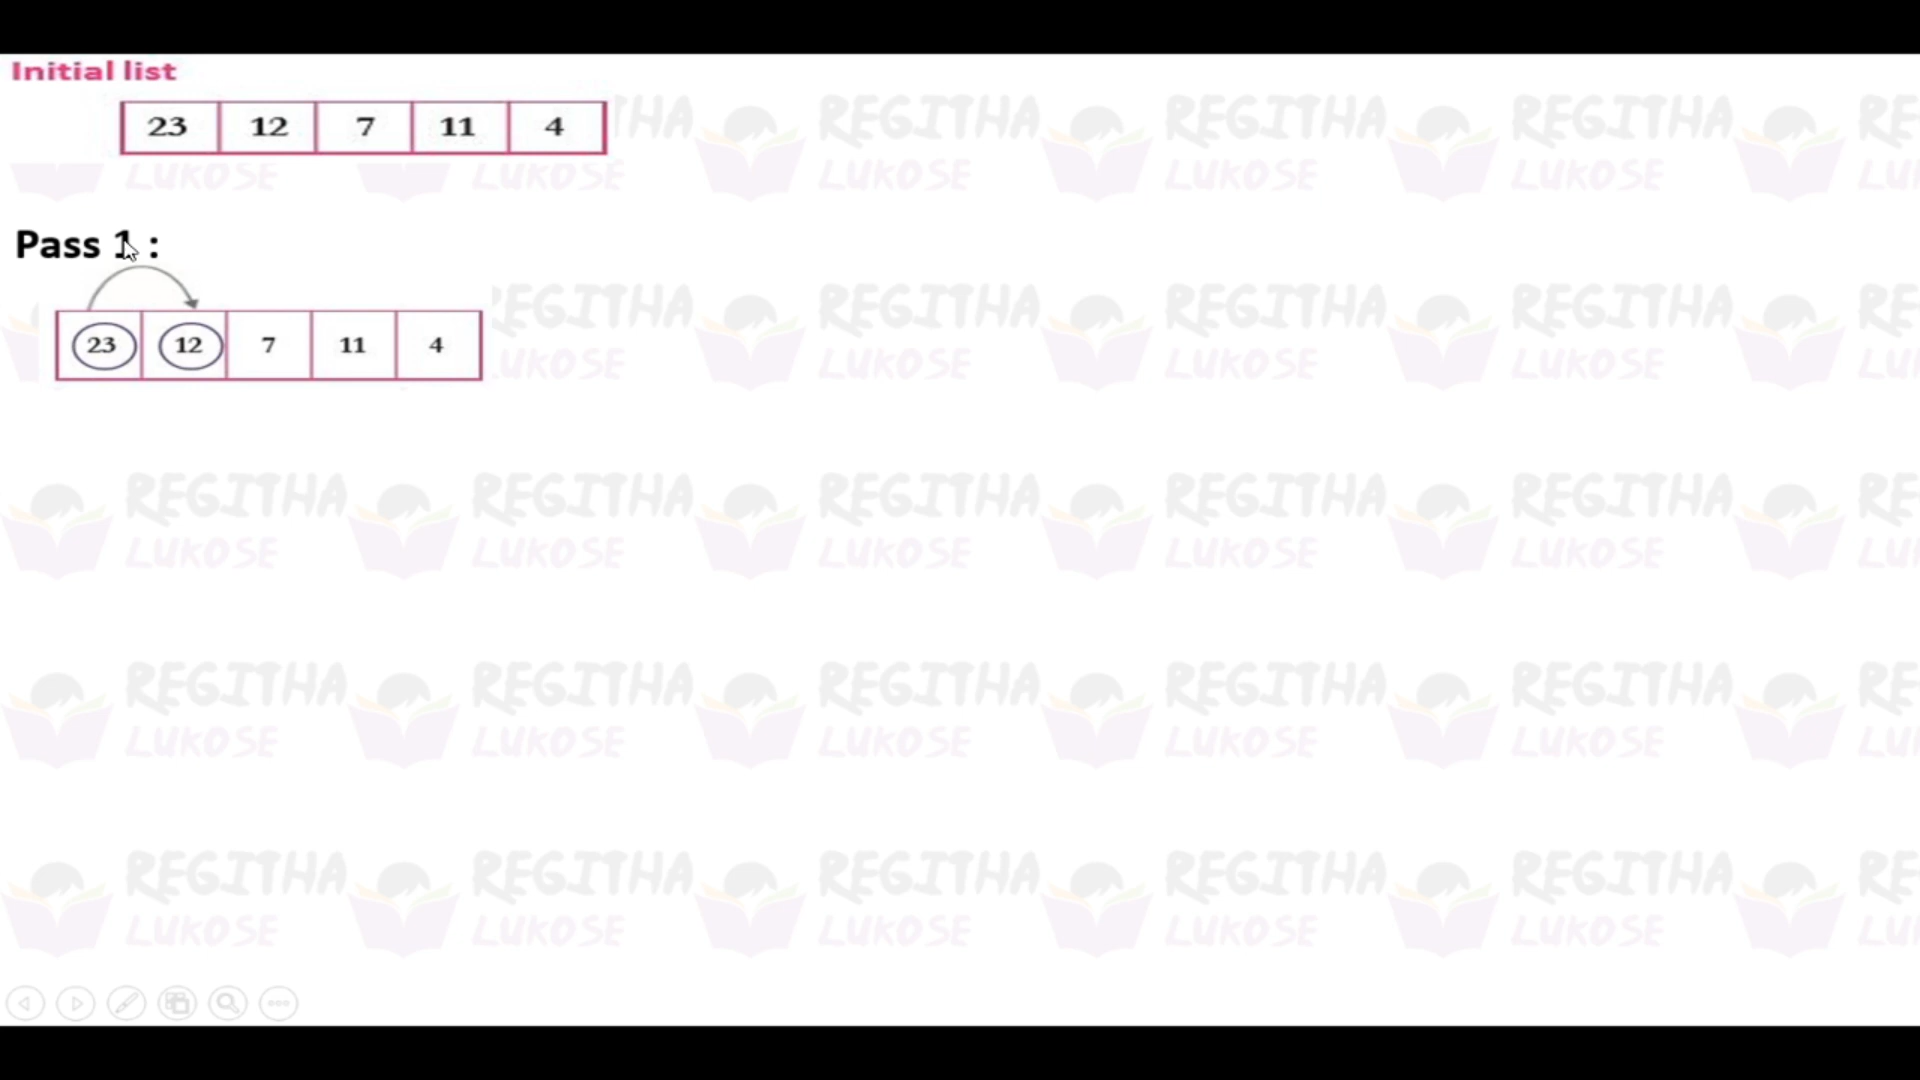 Initial list
23 12 7 11 4
Pass 1 :
23 12 7 11 4
REGITHA
LUKOSE